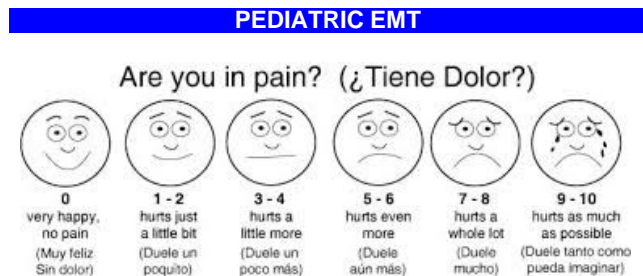 PEDIATRIC EMT
Are you in pain? (¿Tiene Dolor?)
0 1 - 2 3 - 4 5 - 6 7 - 8 9 - 10
very happy, hurts just hurts a hurts even hurts a hurts as much
no pain a little bit little more more whole lot as possible
(Muy feliz (Duele un (Duele un (Duele (Duele (Duele tanto como
Sin dolor) poquito) poco más) aún más) mucho) pueda imaginar)